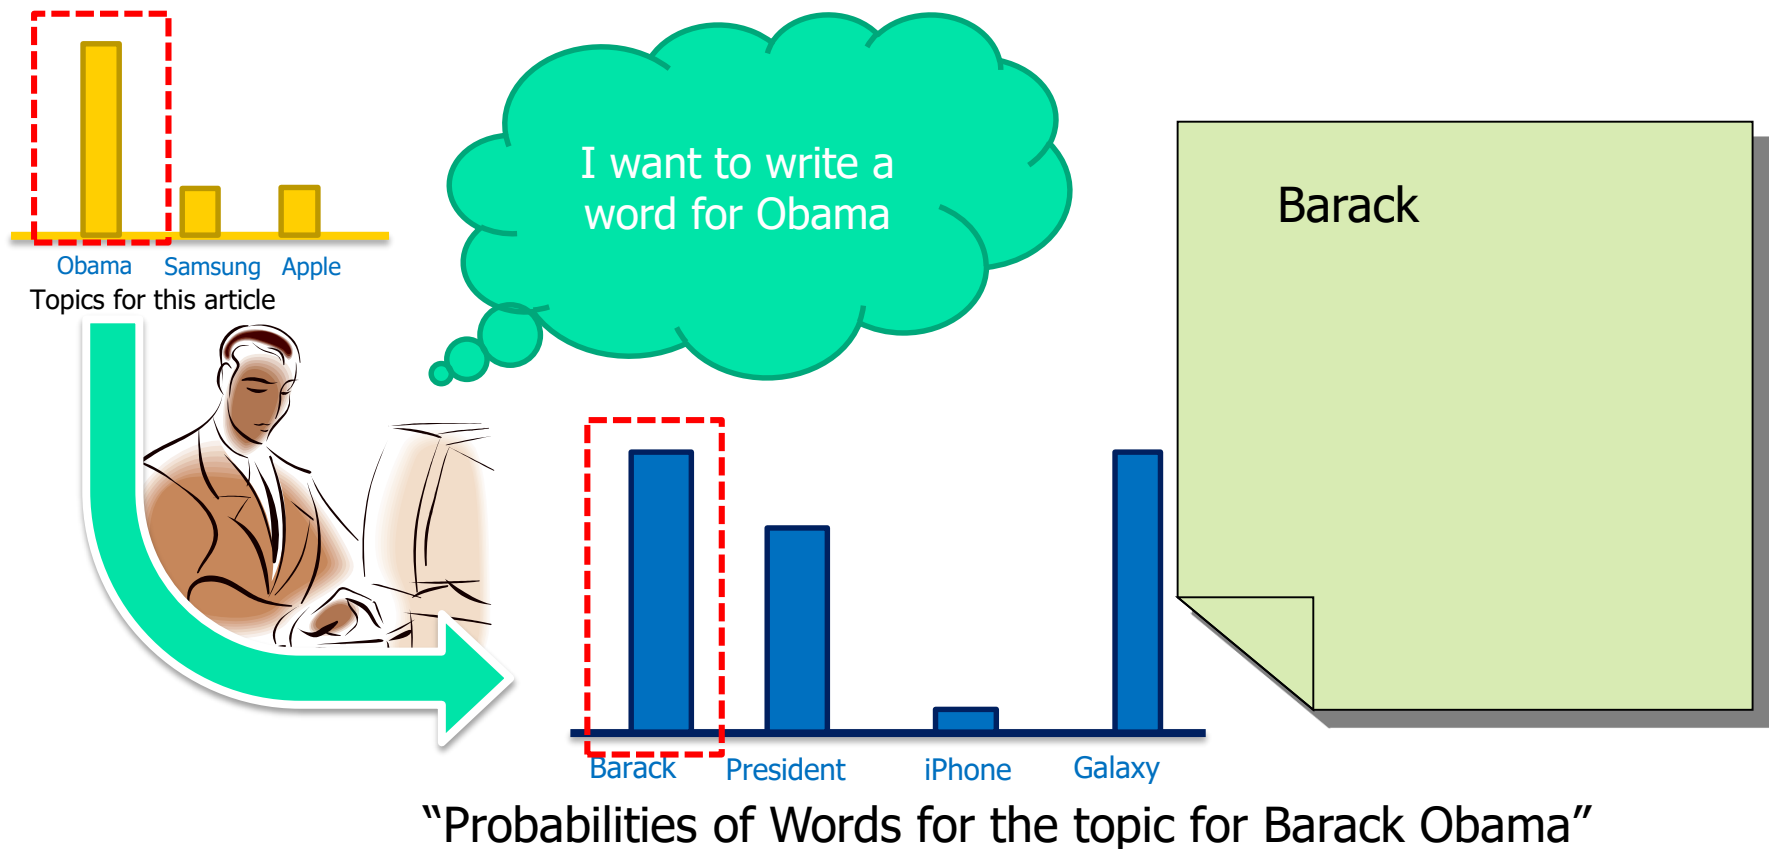 Obama Samsung Apple
Topics for this article
I want to write a
word for Obama
Barack
Barack President iPhone Galaxy
“Probabilities of Words for the topic for Barack Obama”